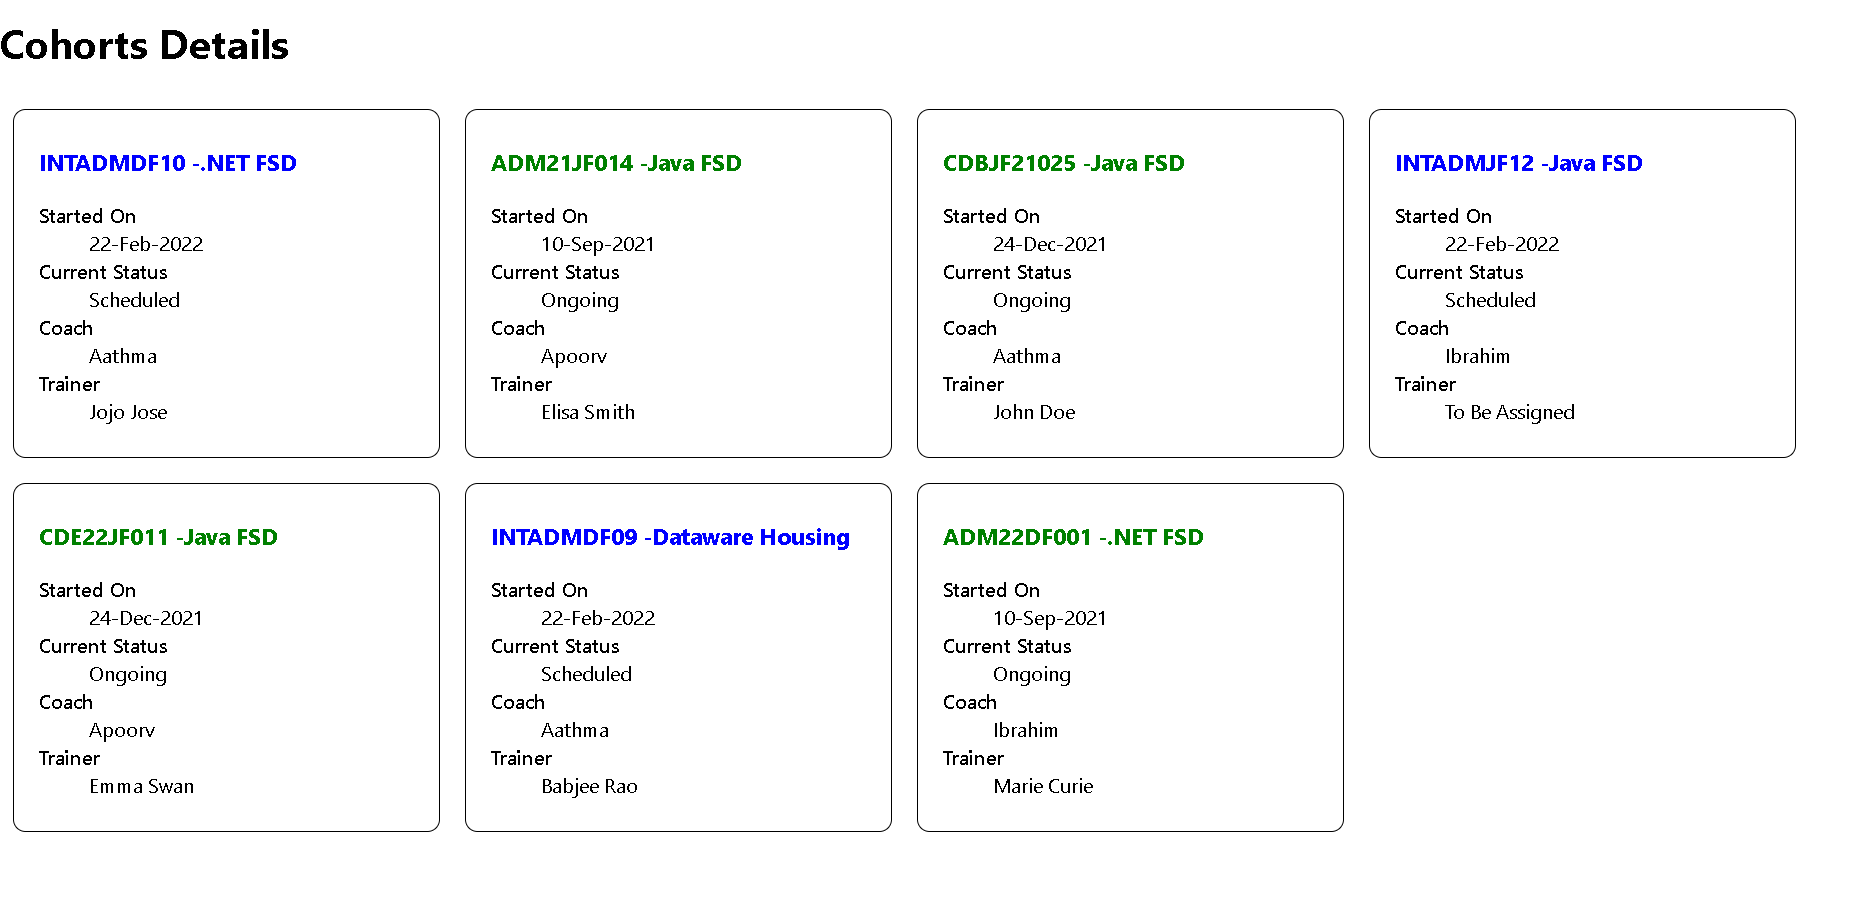 Cohorts Details
INTADMDF10 -.NET FSD
Started On
22-Feb-2022
Current Status
Scheduled
Coach
Aathma
Trainer
Jojo Jose
ADM21JF014 -Java FSD
Started On
10-Sep-2021
Current Status
Ongoing
Coach
Apoorv
Trainer
Elisa Smith
CDBJF21025 -Java FSD
Started On
24-Dec-2021
Current Status
Ongoing
Coach
Aathma
Trainer
John Doe
INTADMJF12 -Java FSD
Started On
22-Feb-2022
Current Status
Scheduled
Coach
Ibrahim
Trainer
To Be Assigned
CDE22JF011 -Java FSD
Started On
24-Dec-2021
Current Status
Ongoing
Coach
Apoorv
Trainer
Emma Swan
INTADMDF09 -Dataware Housing
Started On
22-Feb-2022
Current Status
Scheduled
Coach
Aathma
Trainer
Babjee Rao
ADM22DF001 -.NET FSD
Started On
10-Sep-2021
Current Status
Ongoing
Coach
Ibrahim
Trainer
Marie Curie